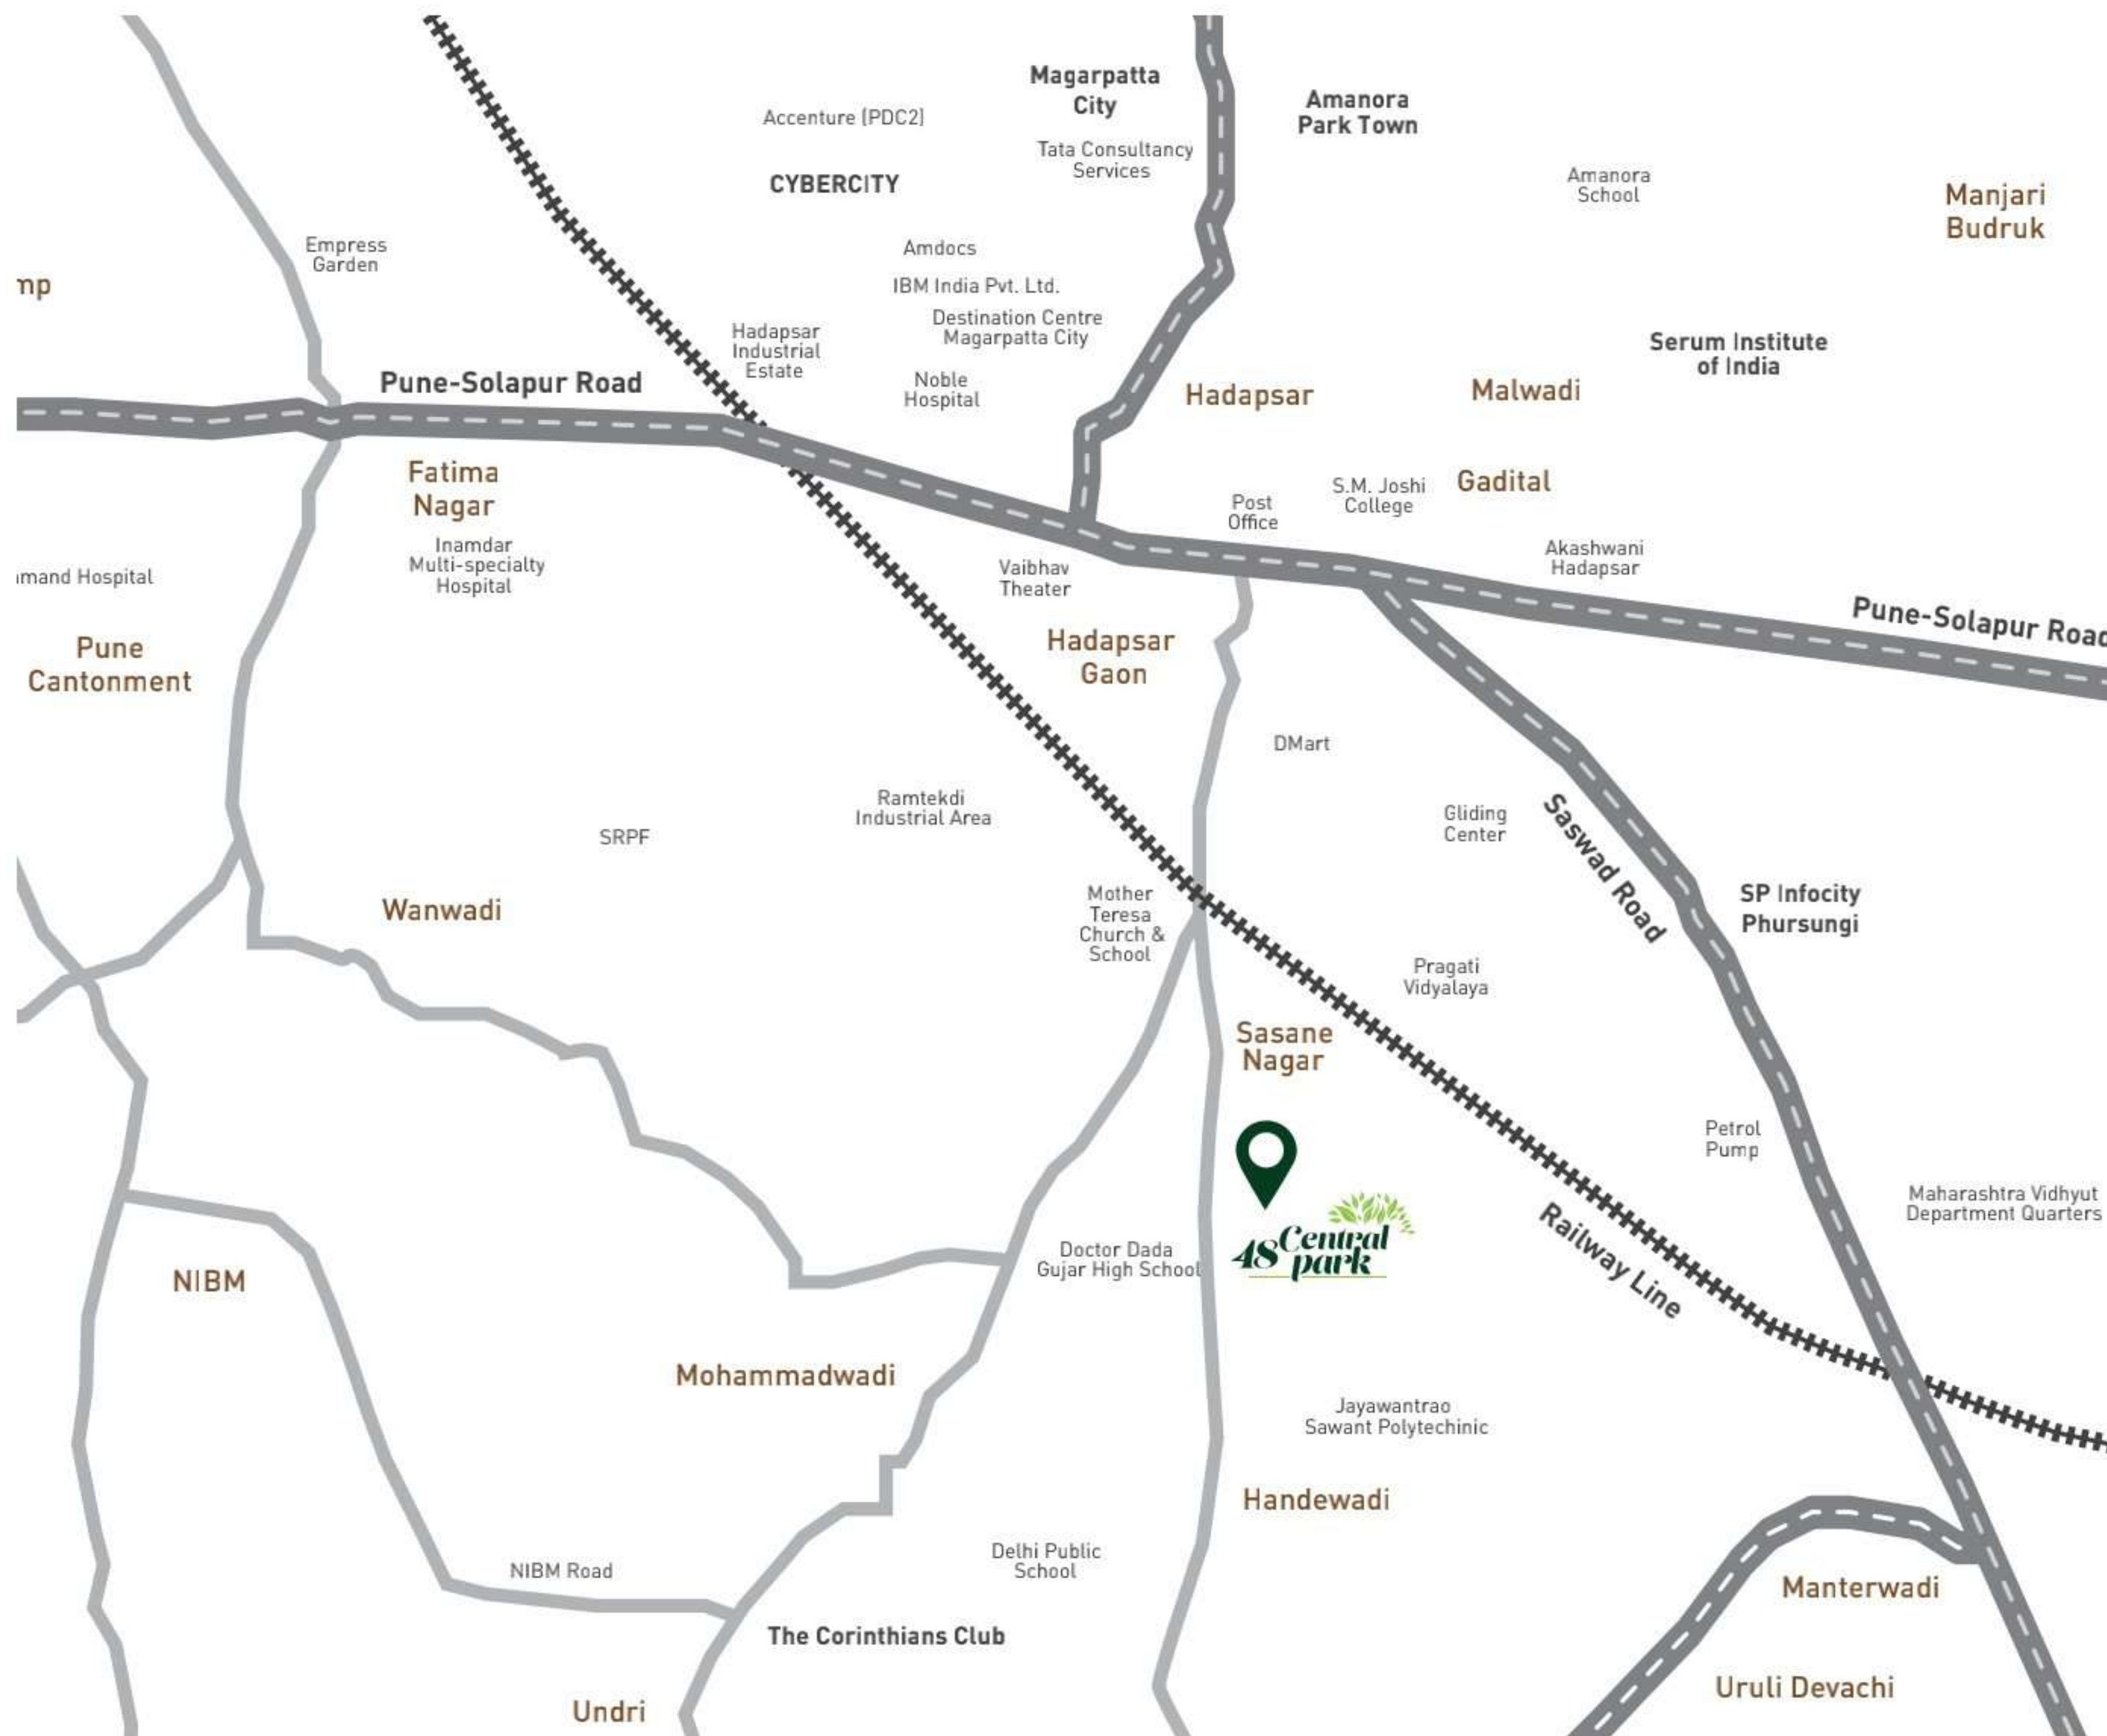 Magarpatta
City
Accenture (PDC2)
Amanora
Park Town
Tata Consultancy
Services
CYBERCITY
Amanora
School
Manjari
Budruk
Empress
Garden
Amdocs
mp
IBM India Pvt. Ltd.
Destination Centre
Magarpatta City
Hadapsar
Industrial
Estate
Serum Institute
of India
Pune-Solapur Road
Noble
Hospital
Hadapsar
Malwadi
Fatima
Nagar
Gadital
S.M. Joshi
College
Post
Office
Inamdar
Multi-specialty
Hospital
Akashwani
Hadapsar
mand Hospital
Vaibhav
Theater
Pune-Solapur Road
Pune
Cantonment
Hadapsar
Gaon
DMart
Ramtekdi
Industrial Area
Gliding
Center
SRPF
Saswad Road
Wanwadi
Mother
Teresa
Church &
School
SP Infocity
Phursungi
Pragati
Vidyalaya
Sasane
Nagar
Petrol
Pump
Maharashtra Vidhyut
Department Quarters
Doctor Dada
Gujar High School
48 Central
park
Railway Line
NIBM
Mohammadwadi
Jayawantrao
Sawant Polytechinic
Handewadi
NIBM Road
Delhi Public
School
Manterwadi
The Corinthians Club
Uruli Devachi
Undri